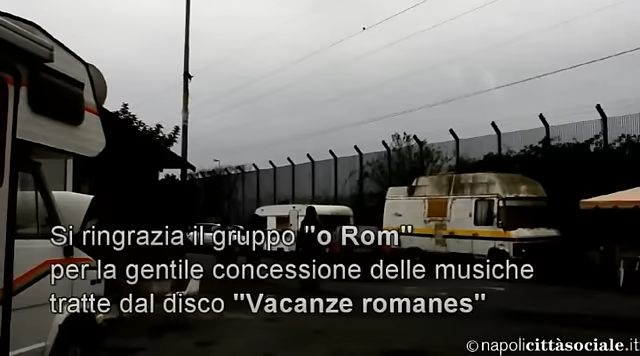 Si ringrazia il gruppo "o Rom"
per la gentile concessione delle musiche
tratte dal disco "Vacanze romanes"
©napolicittàsociale.it